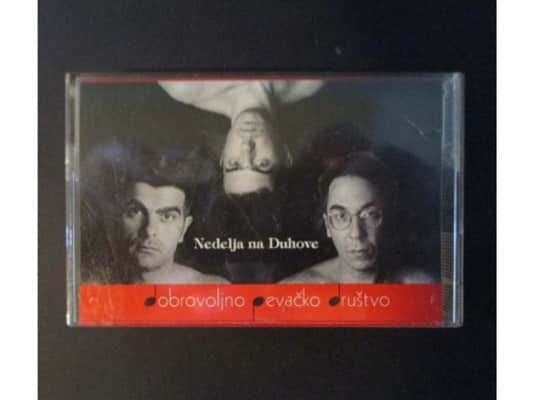 Nedelja na Duhove
dobrovoljno pevačko društvo